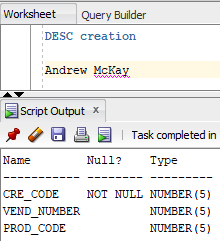 Worksheet Query Builder
DESC creation
Andrew McKay
Script Output x
Task completed in
Name Null? Type
------------ -------- ---------
CRE_CODE NOT NULL NUMBER(5)
VEND_NUMBER NUMBER(5)
PROD_CODE NUMBER(5)